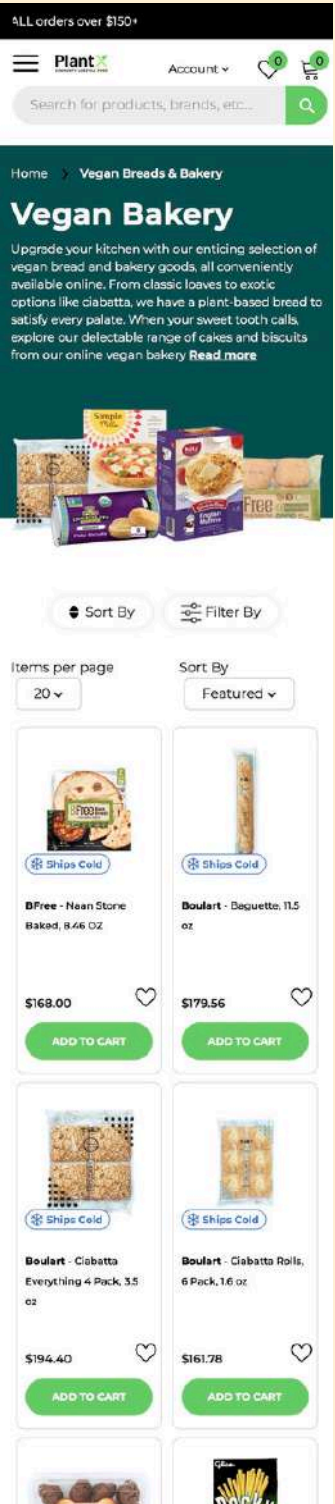 ALL orders over $150+
PlantX
Account
0
0
Search for products, brands, etc...
Home > Vegan Breads & Bakery
Vegan Bakery
Upgrade your kitchen with our enticing selection of
vegan bread and bakery goods, all conveniently
available online. From classic loaves to exotic
options like ciabatta, we have a plant-based bread to
satisfy every palate. When your sweet tooth calls,
explore our delectable range of cakes and biscuits
from our online vegan bakery Read more
Simple
Mills
English
Muffins
Free
Sort By
Filter By
Items per page
Sort By
20
Featured
BFree
Ships Cold
Ships Cold
BFree - Naan Stone
Baked, 8.46 OZ
Boulart - Baguette, 11.5
oz
$168.00
$179.56
ADD TO CART
ADD TO CART
Ships Cold
Ships Cold
Boulart - Ciabatta
Everything 4 Pack, 3.5
oz
Boulart - Ciabatta Rolls,
6 Pack, 1.6 oz
$194.40
$161.78
ADD TO CART
ADD TO CART
Glico